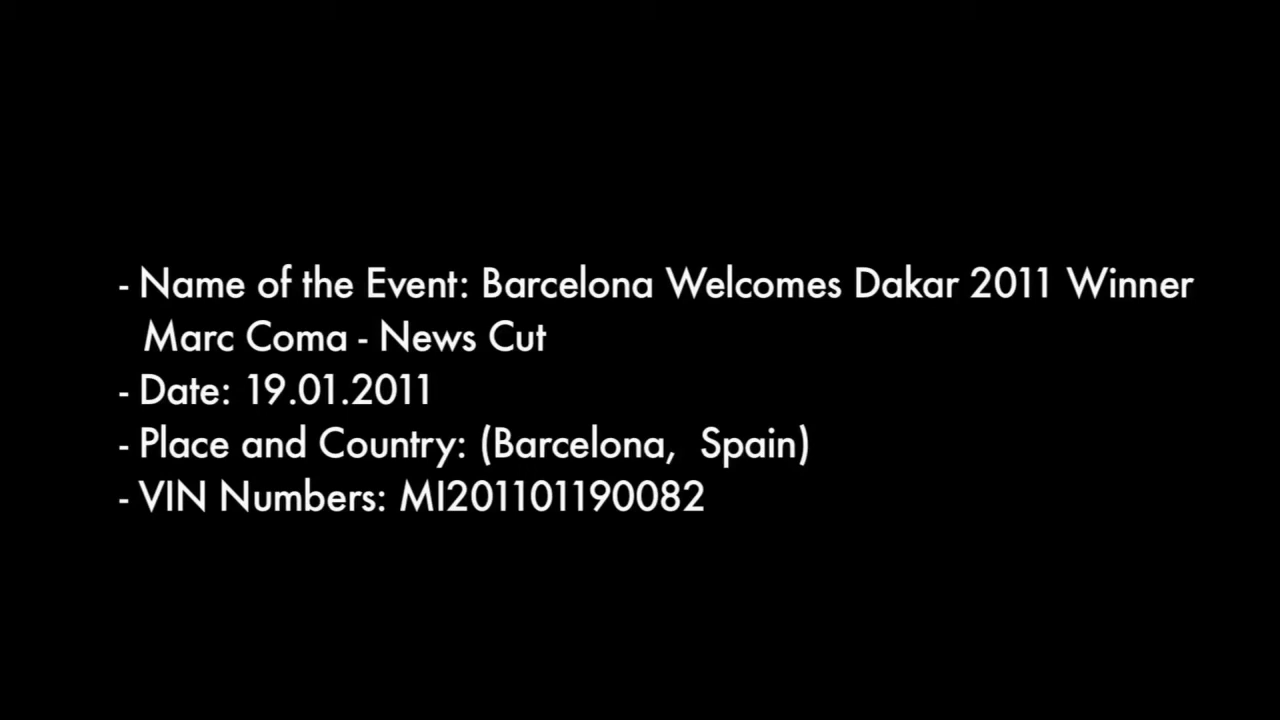 - Name of the Event: Barcelona Welcomes Dakar 2011 Winner
Marc Coma - News Cut
- Date: 19.01.2011
- Place and Country: (Barcelona,  Spain)
- VIN Numbers: MI201101190082